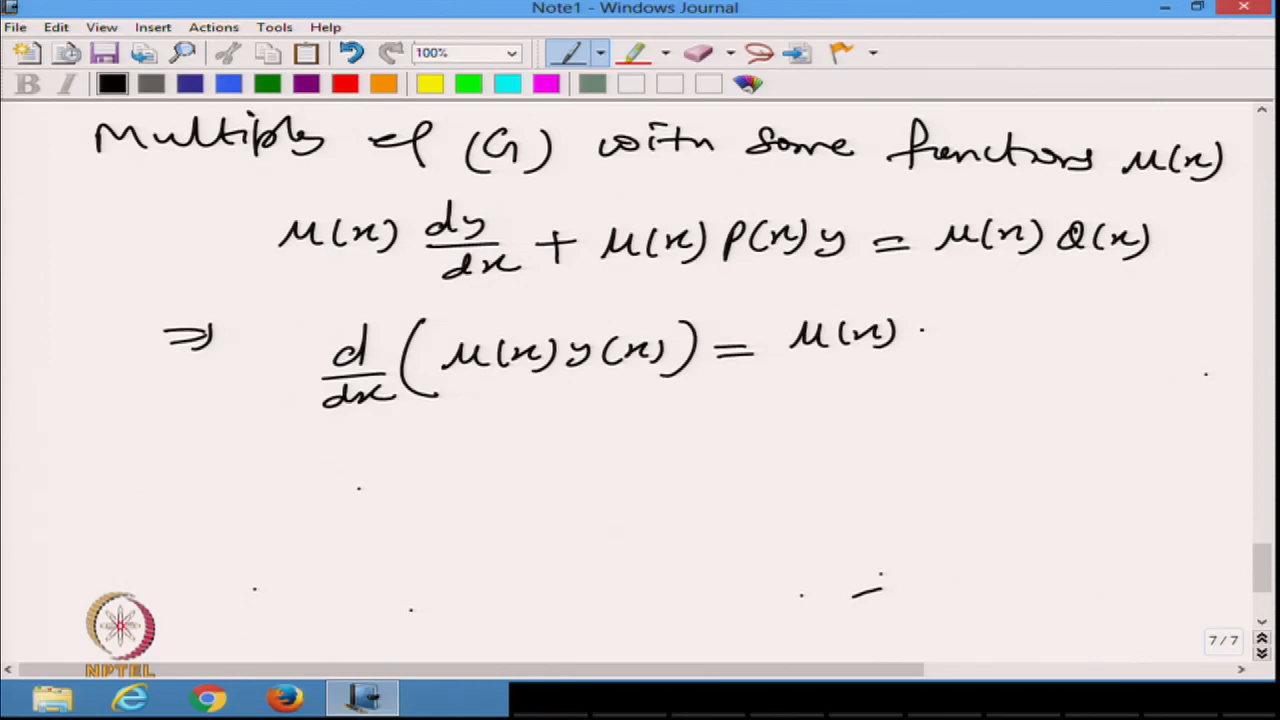 Note1 - Windows Journal
File Edit View Insert Actions Tools Help
100%
B I
Multiply eq (G) with some functions μ(x)
μ(x) dy/dx + μ(x) P(x) y = μ(x) Q(x)
⇒ d/dx ( μ(x) y(x) ) = μ(x)
7/7
NPTEL